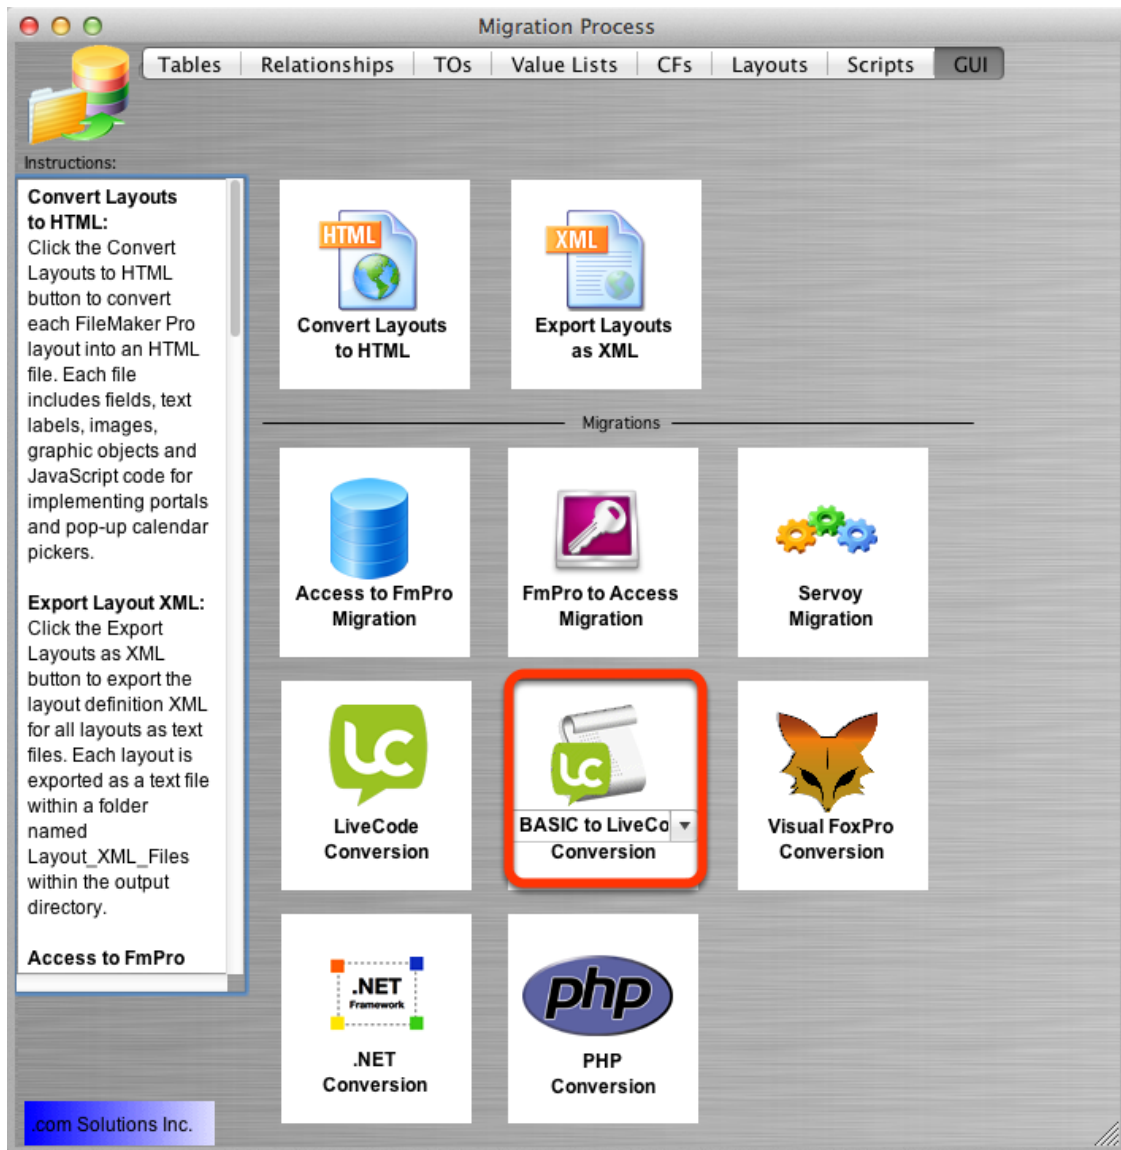 Migration Process
Tables
Relationships
TOs
Value Lists
CFs
Layouts
Scripts
GUI
Instructions:
Convert Layouts
to HTML:
Click the Convert
Layouts to HTML
button to convert
each FileMaker Pro
layout into an HTML
file. Each file
includes fields, text
labels, images,
graphic objects and
JavaScript code for
implementing portals
and pop-up calendar
pickers.
Export Layout XML:
Click the Export
Layouts as XML
button to export the
layout definition XML
for all layouts as text
files. Each layout is
exported as a text file
within a folder
named
Layout_XML_Files
within the output
directory.
Access to FmPro
HTML
Convert Layouts
to HTML
XML
Export Layouts
as XML
Migrations
Access to FmPro
Migration
FmPro to Access
Migration
Servoy
Migration
LC
LiveCode
Conversion
LC
BASIC to LiveCo
Conversion
Visual FoxPro
Conversion
.NET
Framework
.NET
Conversion
php
PHP
Conversion
.com Solutions Inc.